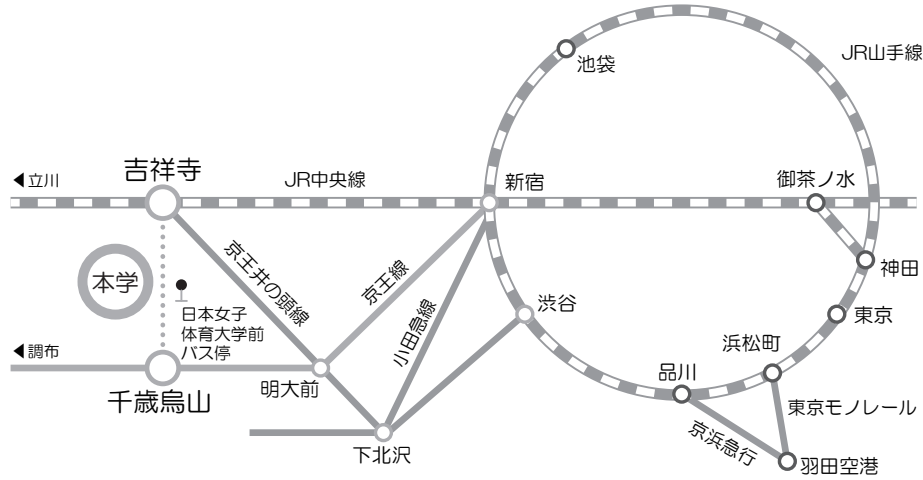 JR山手線
池袋
吉祥寺
◀立川
JR中央線
新宿
御茶ノ水
京王井の頭線
京王線
小田急線
本学
日本女子
体育大学前
バス停
神田
渋谷
東京
浜松町
◀調布
千歳烏山
明大前
品川
東京モノレール
京浜急行
下北沢
羽田空港